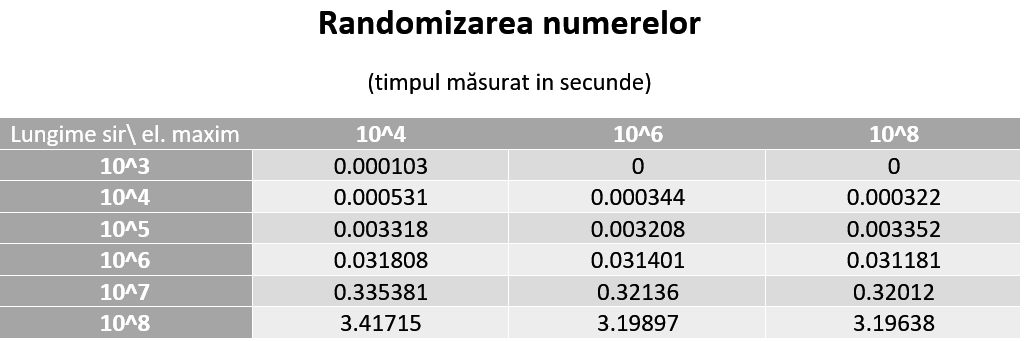 Randomizarea numerelor
(timpul măsurat in secunde)
Lungime sir\ el. maxim 10^4 10^6 10^8
10^3 0.000103 0 0
10^4 0.000531 0.000344 0.000322
10^5 0.003318 0.003208 0.003352
10^6 0.031808 0.031401 0.031181
10^7 0.335381 0.32136 0.32012
10^8 3.41715 3.19897 3.19638